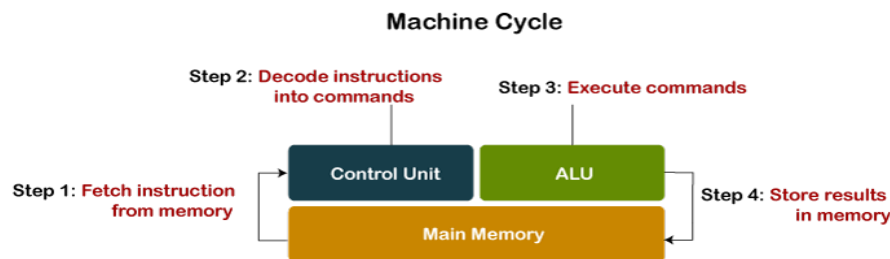 Machine Cycle
Step 2: Decode instructions
into commands
Step 3: Execute commands
Control Unit
ALU
Step 1: Fetch instruction
from memory
Step 4: Store results
in memory
Main Memory